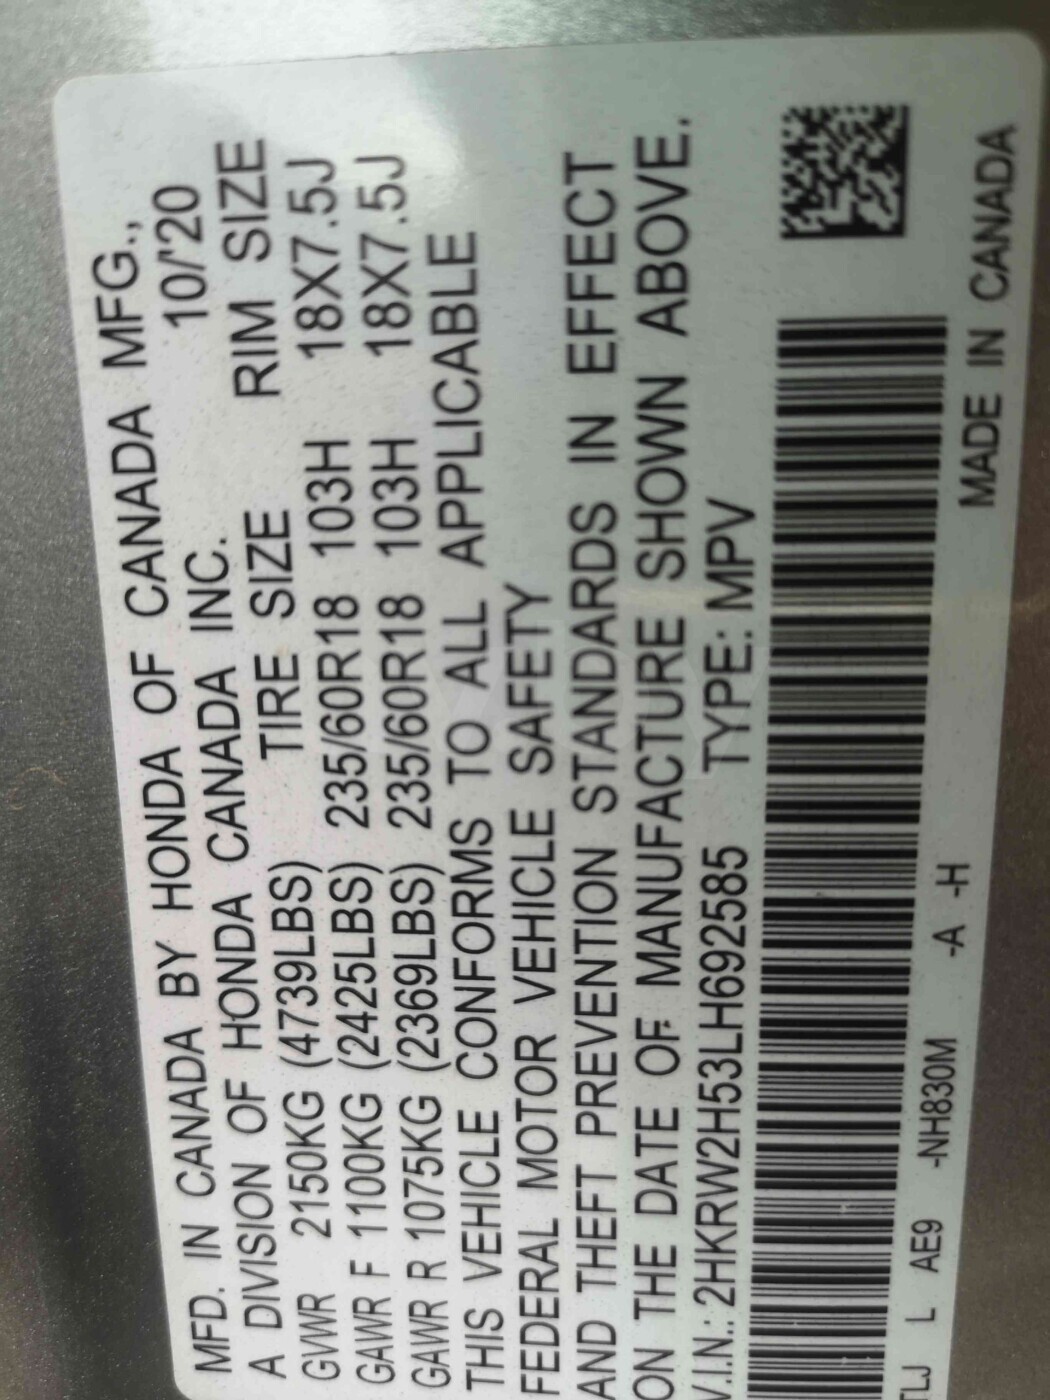 MFD. IN CANADA BY HONDA OF CANADA MFG.,
A DIVISION OF HONDA CANADA INC. 10/'20
TIRE SIZE RIM SIZE
GVWR 2150KG (4739LBS)
GAWR F 1100KG (2425LBS) 235/60R18 103H 18X7.5J
GAWR R 1075KG (2369LBS) 235/60R18 103H 18X7.5J
THIS VEHICLE CONFORMS TO ALL APPLICABLE
FEDERAL MOTOR VEHICLE SAFETY
AND THEFT PREVENTION STANDARDS IN EFFECT
ON THE DATE OF MANUFACTURE SHOWN ABOVE.
V.I.N.: 2HKRW2H53LH692585 TYPE: MPV
TLJ L AE9 -NH830M -A -H MADE IN CANADA